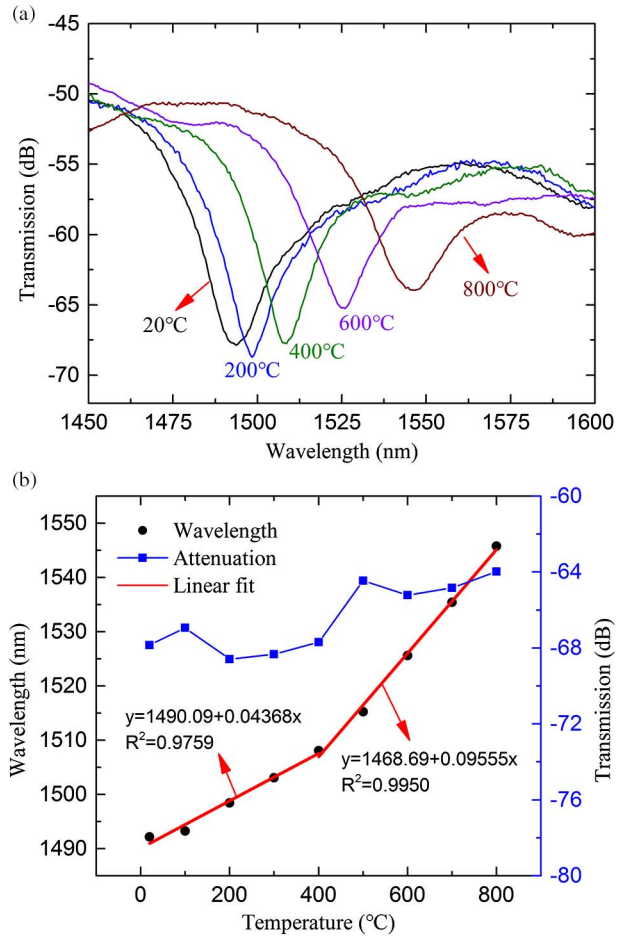 (a)
-45
-50
-55
-60
-65
-70
Transmission (dB)
20℃
200℃
400℃
600℃
800℃
1450 1475 1500 1525 1550 1575 1600
Wavelength (nm)
(b)
1550
1540
1530
1520
1510
1500
1490
Wavelength (nm)
Wavelength
Attenuation
Linear fit
y=1490.09+0.04368x
R²=0.9759
y=1468.69+0.09555x
R²=0.9950
-60
-64
-68
-72
-76
-80
Transmission (dB)
0 200 400 600 800
Temperature (℃)